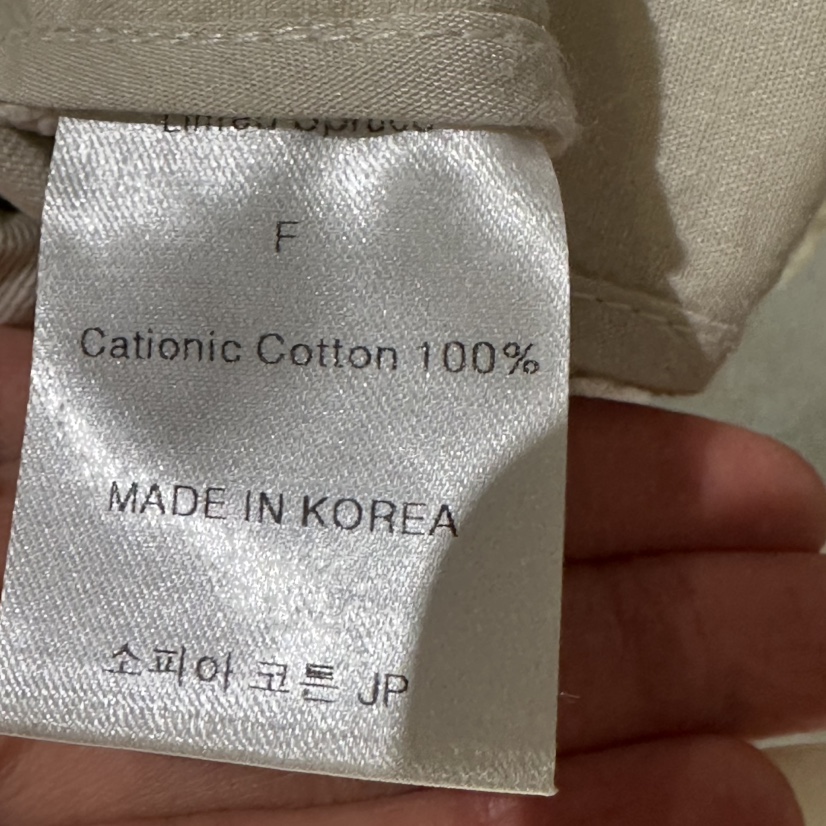 F
Cationic Cotton 100%
MADE IN KOREA
소피아 코튼 JP